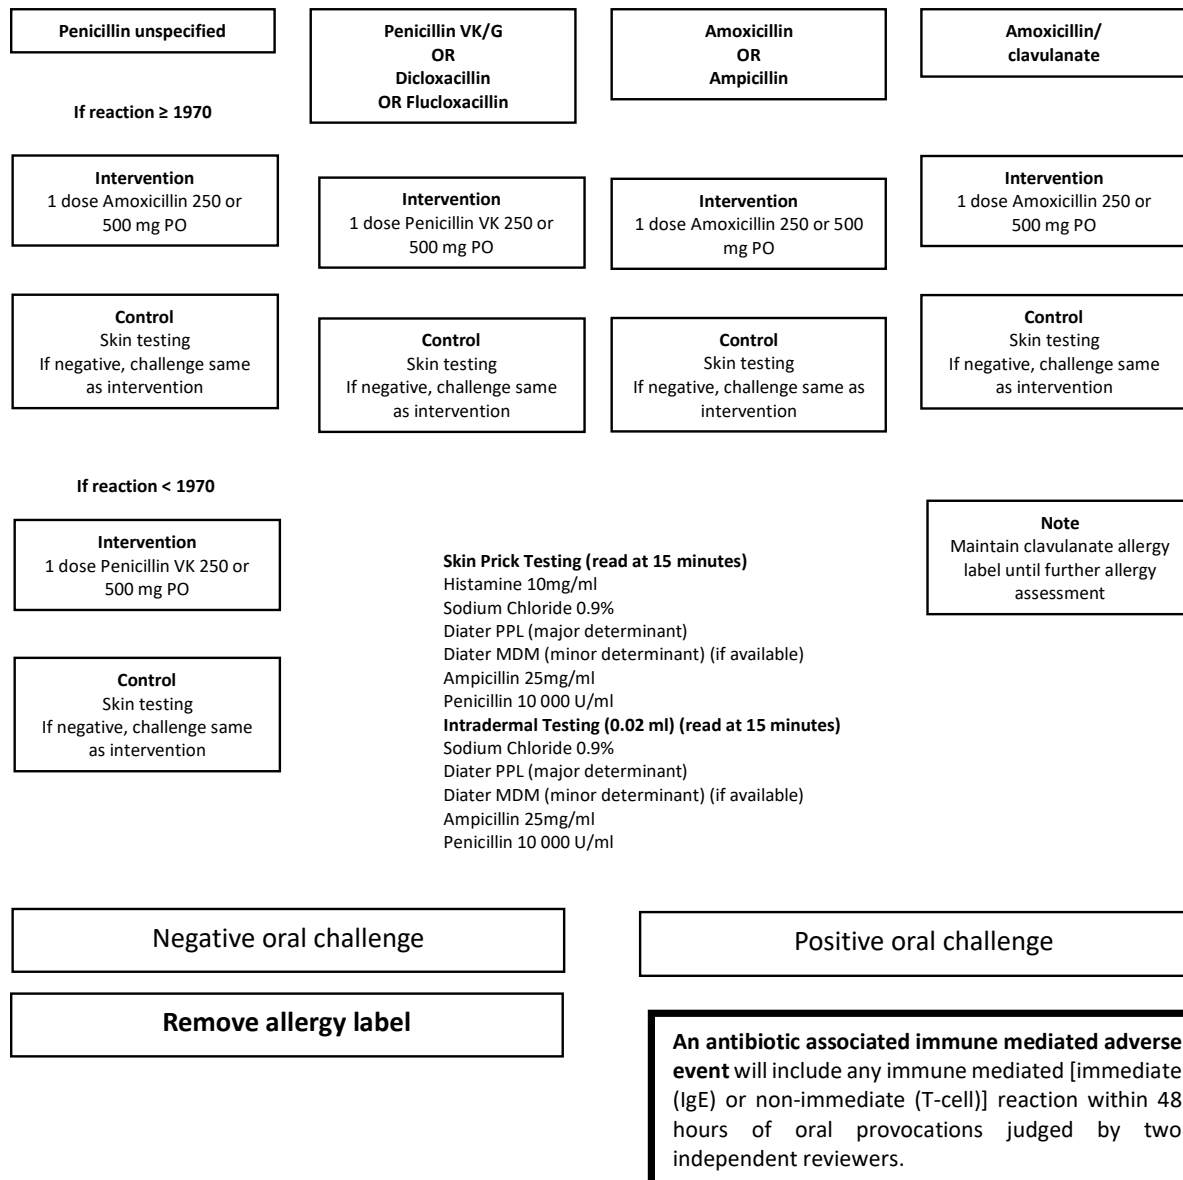 Penicillin unspecified
If reaction ≥ 1970
Intervention
1 dose Amoxicillin 250 or
500 mg PO
Control
Skin testing
If negative, challenge same
as intervention
If reaction < 1970
Intervention
1 dose Penicillin VK 250 or
500 mg PO
Control
Skin testing
If negative, challenge same
as intervention
Penicillin VK/G
OR
Dicloxacillin
OR Flucloxacillin
Intervention
1 dose Penicillin VK 250 or
500 mg PO
Control
Skin testing
If negative, challenge same
as intervention
Amoxicillin
OR
Ampicillin
Intervention
1 dose Amoxicillin 250 or 500
mg PO
Control
Skin testing
If negative, challenge same as
intervention
Amoxicillin/
clavulanate
Intervention
1 dose Amoxicillin 250 or
500 mg PO
Control
Skin testing
If negative, challenge same
as intervention
Note
Maintain clavulanate allergy
label until further allergy
assessment
Skin Prick Testing (read at 15 minutes)
Histamine 10mg/ml
Sodium Chloride 0.9%
Diater PPL (major determinant)
Diater MDM (minor determinant) (if available)
Ampicillin 25mg/ml
Penicillin 10 000 U/ml
Intradermal Testing (0.02 ml) (read at 15 minutes)
Sodium Chloride 0.9%
Diater PPL (major determinant)
Diater MDM (minor determinant) (if available)
Ampicillin 25mg/ml
Penicillin 10 000 U/ml
Negative oral challenge
Remove allergy label
Positive oral challenge
An antibiotic associated immune mediated adverse
event will include any immune mediated [immediate
(IgE) or non-immediate (T-cell)] reaction within 48
hours of oral provocations judged by two
independent reviewers.